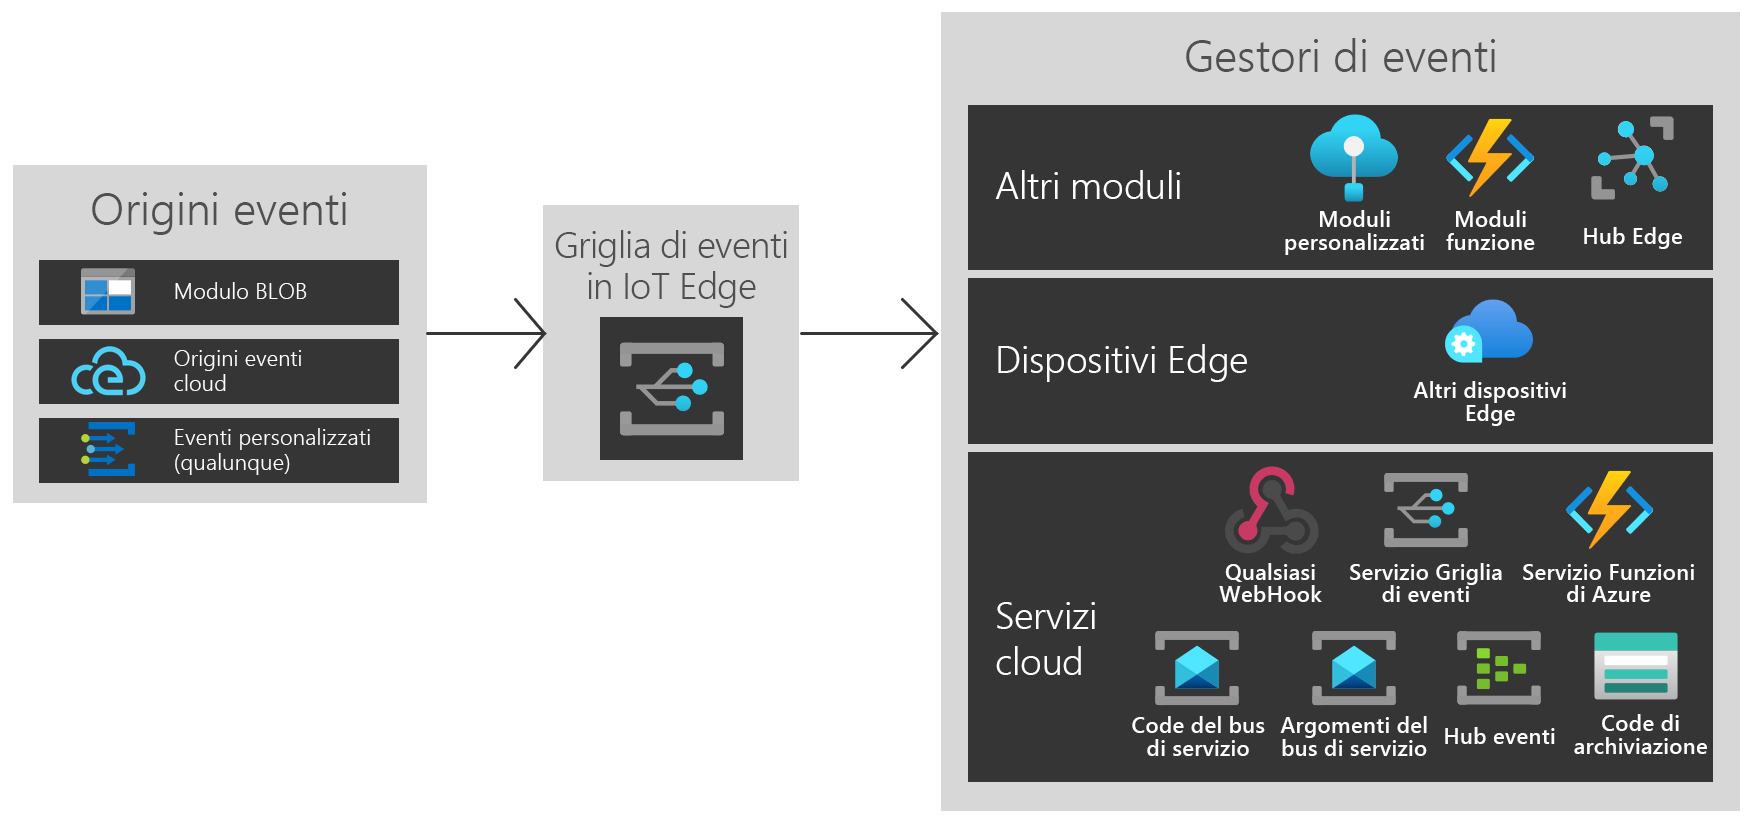 Origini eventi
Modulo BLOB
Origini eventi
cloud
Eventi personalizzati
(qualunque)
Griglia di eventi
in IoT Edge
Gestori di eventi
Altri moduli
Moduli
personalizzati
Moduli
funzione
Hub Edge
Dispositivi Edge
Altri dispositivi
Edge
Servizi
cloud
Qualsiasi
WebHook
Servizio Griglia
di eventi
Servizio Funzioni
di Azure
Code del bus
di servizio
Argomenti del
bus di servizio
Hub eventi
Code di
archiviazione